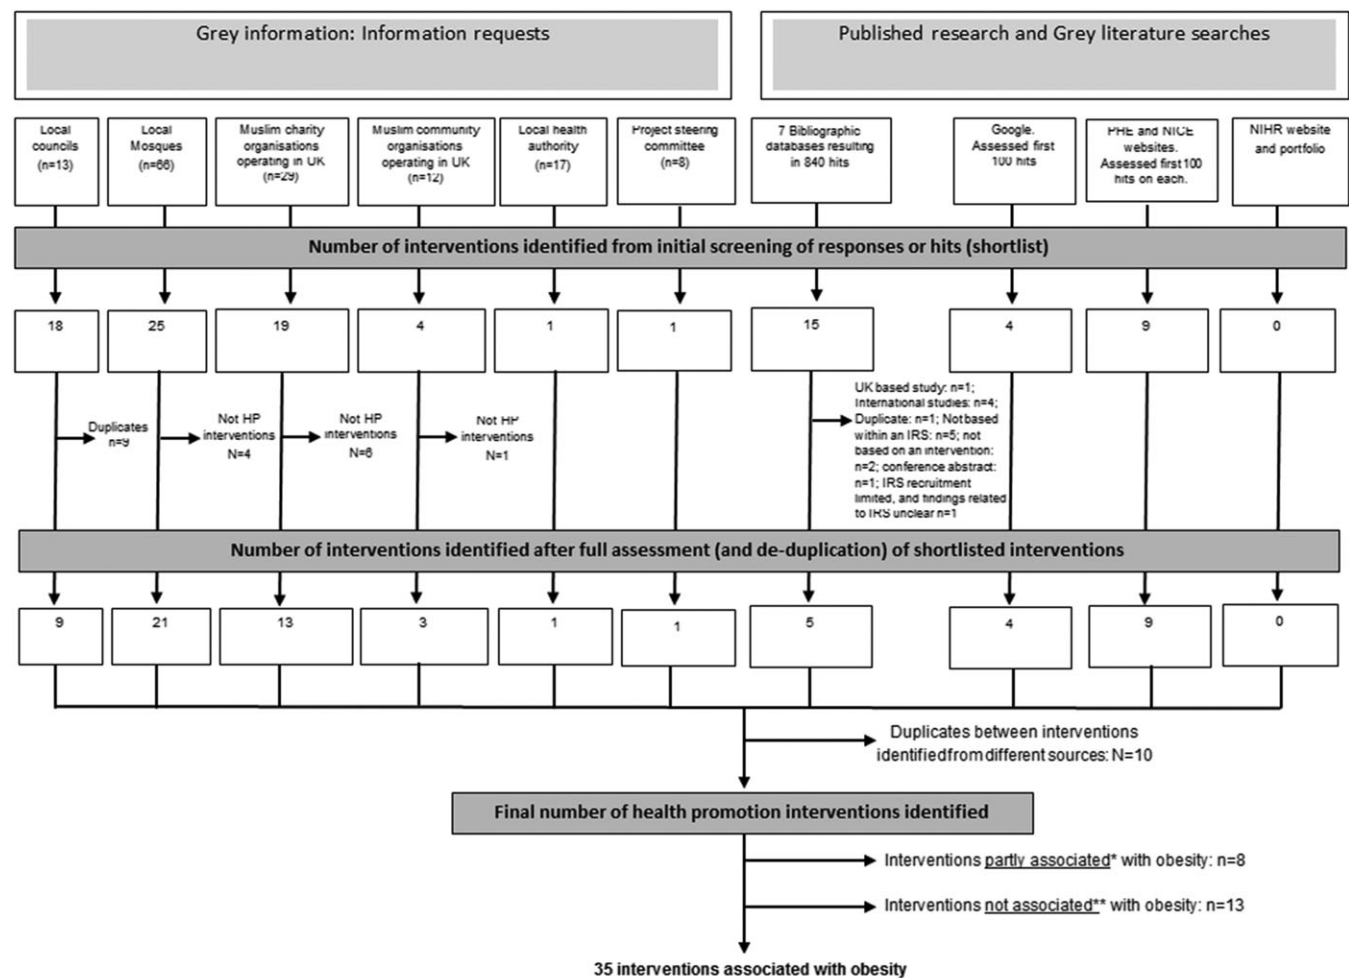 Grey information: Information requests
Published research and Grey literature searches
Local
councils
(n=13)
Local
Mosques
(n=66)
Muslim charity
organisations
operating in UK
(n=29)
Muslim community
organisations
operating in UK
(n=12)
Local health
authority
(n=17)
Project steering
committee
(n=8)
7 Bibliographic
databases resulting
in 840 hits
Google.
Assessed first
100 hits
PHE and NICE
websites.
Assessed first 100
hits on each.
NIHR website
and portfolio
Number of interventions identified from initial screening of responses or hits (shortlist)
18
25
19
4
1
1
15
4
9
0
Duplicates
n=9
Not HP
interventions
N=4
Not HP
interventions
N=6
Not HP
interventions
N=1
UK based study: n=1;
International studies: n=4;
Duplicate: n=1; Not based
within an IRS: n=5; not
based on an intervention:
n=2; conference abstract:
n=1; IRS recruitment
limited, and findings related
to IRS unclear n=1
Number of interventions identified after full assessment (and de-duplication) of shortlisted interventions
9
21
13
3
1
1
5
4
9
0
Duplicates between interventions
identified from different sources: N=10
Final number of health promotion interventions identified
Interventions partly associated* with obesity: n=8
Interventions not associated** with obesity: n=13
35 interventions associated with obesity